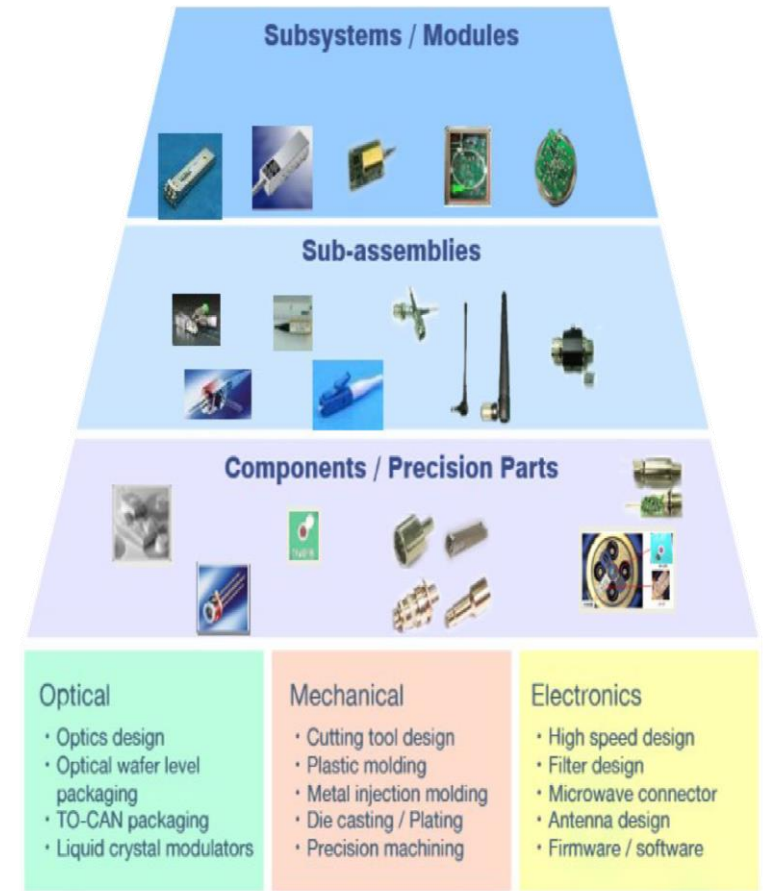 Subsystems / Modules
Sub-assemblies
Components / Precision Parts
Optical
· Optics design
· Optical wafer level
packaging
· TO-CAN packaging
· Liquid crystal modulators
Mechanical
· Cutting tool design
· Plastic molding
· Metal injection molding
· Die casting / Plating
· Precision machining
Electronics
· High speed design
· Filter design
· Microwave connector
· Antenna design
· Firmware / software